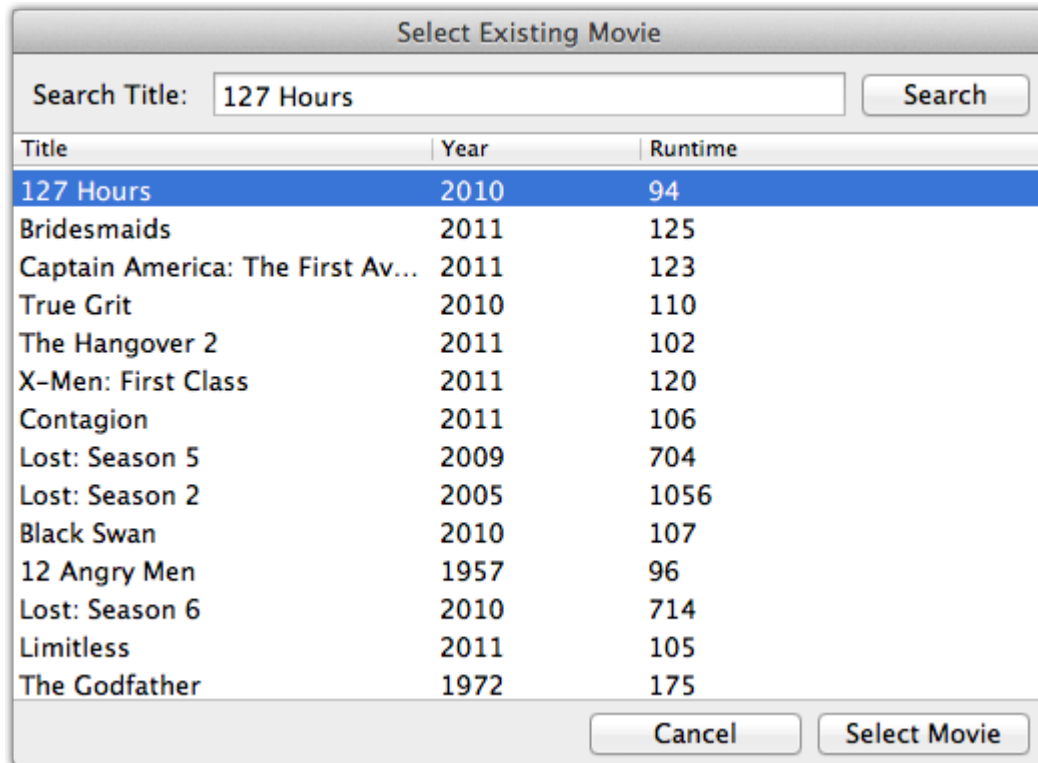 Select Existing Movie
Search Title: 127 Hours Search
Title Year Runtime
127 Hours 2010 94
Bridesmaids 2011 125
Captain America: The First Av... 2011 123
True Grit 2010 110
The Hangover 2 2011 102
X-Men: First Class 2011 120
Contagion 2011 106
Lost: Season 5 2009 704
Lost: Season 2 2005 1056
Black Swan 2010 107
12 Angry Men 1957 96
Lost: Season 6 2010 714
Limitless 2011 105
The Godfather 1972 175
Cancel Select Movie